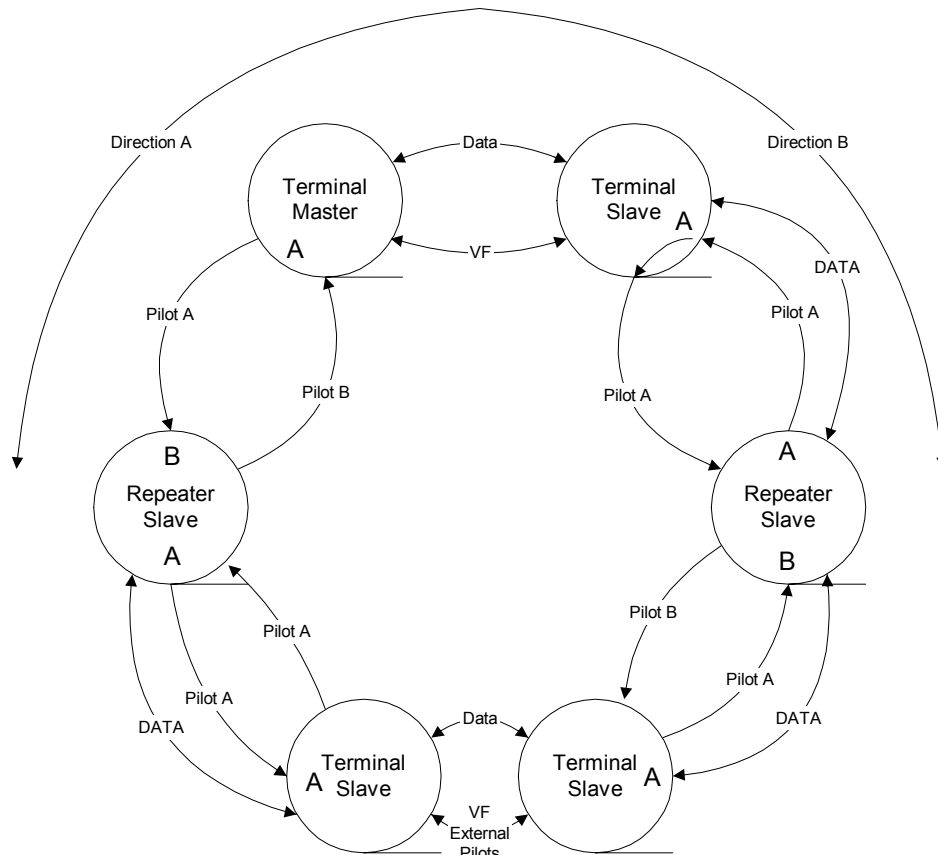 Direction A
Data
Direction B
Terminal
Master
A
Terminal
Slave
A
VF
DATA
Pilot A
Pilot A
Pilot B
Pilot A
B
Repeater
Slave
A
A
Repeater
Slave
B
Pilot A
Pilot B
Pilot A
Pilot A
DATA
DATA
Data
A
Terminal
Slave
Terminal
Slave
A
VF
External
Pilots